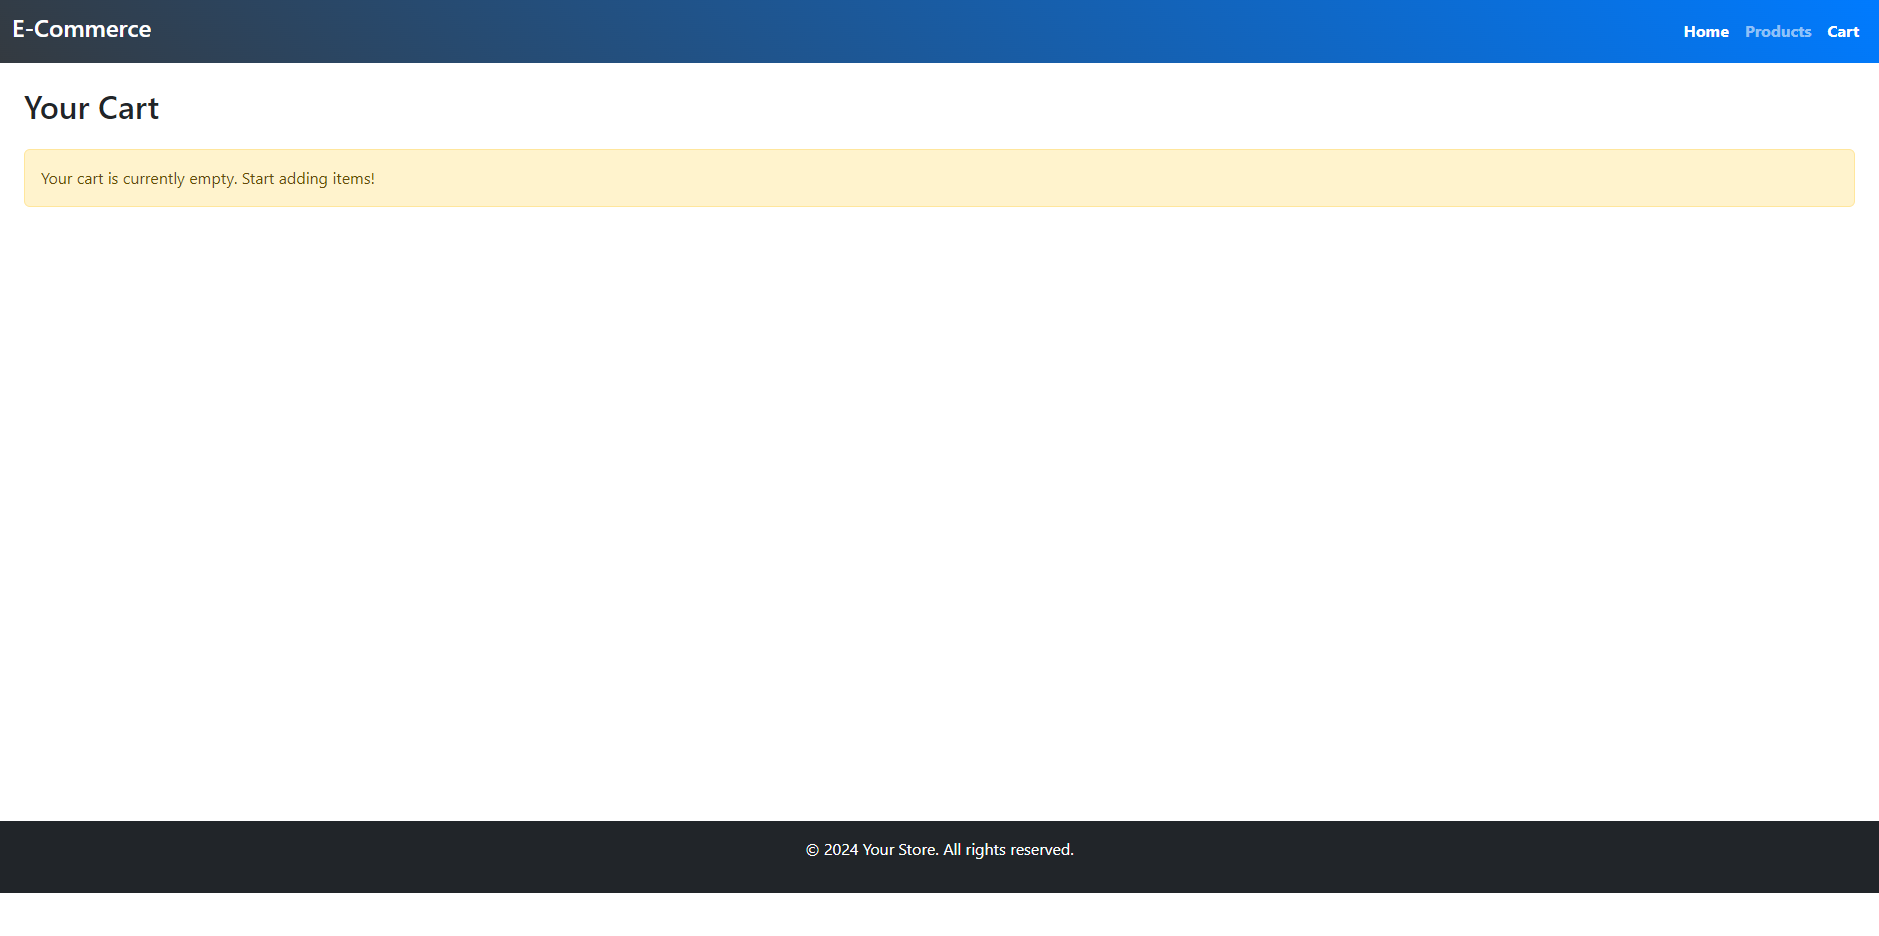 E-Commerce
Home Products Cart
Your Cart
Your cart is currently empty. Start adding items!
© 2024 Your Store. All rights reserved.